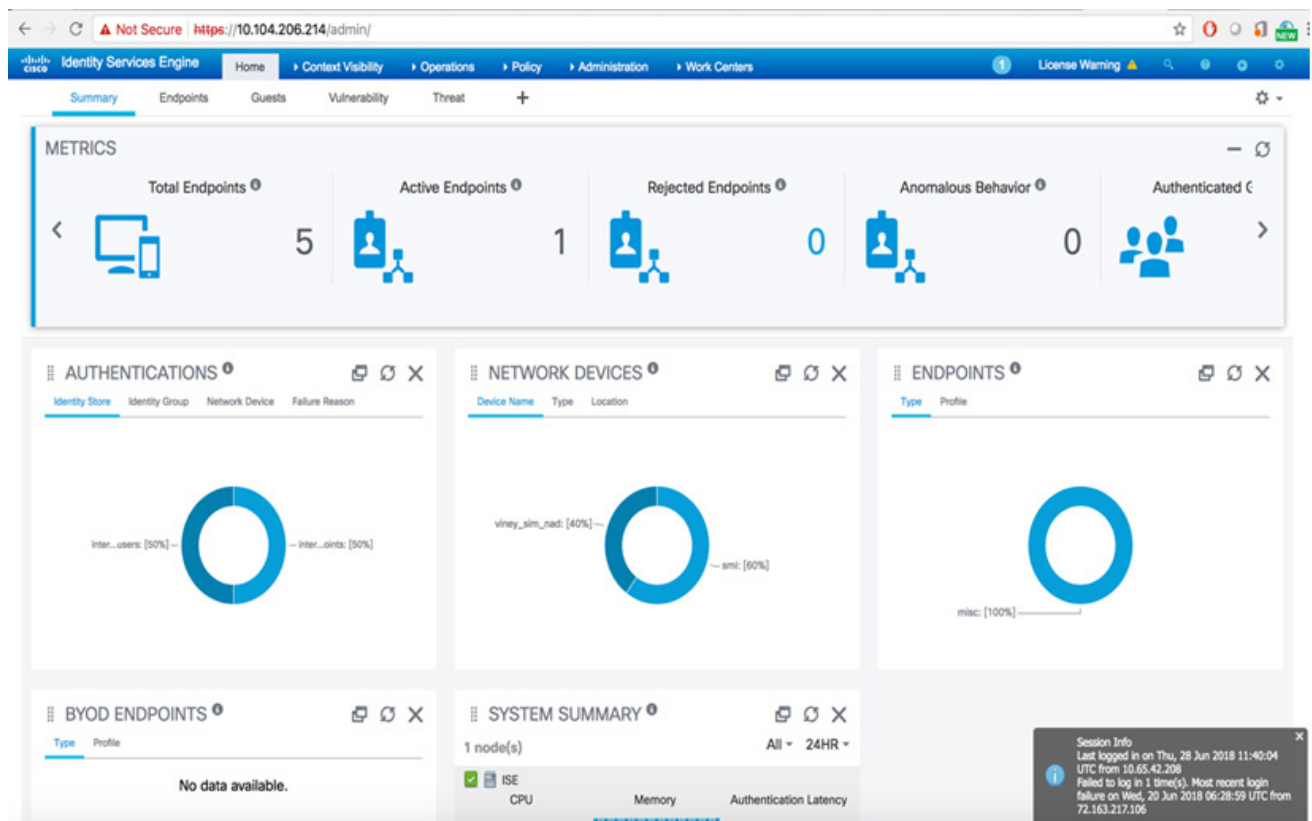 Not Secure https://10.104.206.214/admin/
NEW
cisco Identity Services Engine Home Context Visibility Operations Policy Administration Work Centers 1 License Warning
Summary Endpoints Guests Vulnerability Threat +
METRICS
Total Endpoints Active Endpoints Rejected Endpoints Anomalous Behavior Authenticated G
5 1 0 0
AUTHENTICATIONS NETWORK DEVICES ENDPOINTS
Identity Store Identity Group Network Device Failure Reason Device Name Type Location Type Profile
inter...users: [50%] inter...oints: [50%] viney_sim_nad: [40%] smi: [60%] misc: [100%]
BYOD ENDPOINTS SYSTEM SUMMARY
Type Profile 1 node(s) All 24HR
No data available. ISE
CPU Memory Authentication Latency
Session Info
Last logged in on Thu, 28 Jun 2018 11:40:04
UTC from 10.65.42.208
Failed to log in 1 time(s). Most recent login
failure on Wed, 20 Jun 2018 06:28:59 UTC from
72.163.217.106